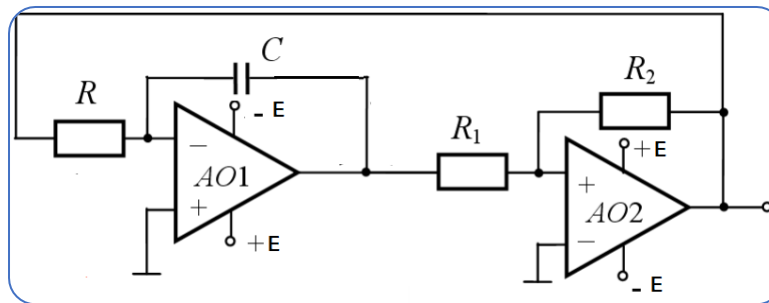 C
R
- E
R₂
R₁
−
AO1
+
+E
+E
+
AO2
−
- E